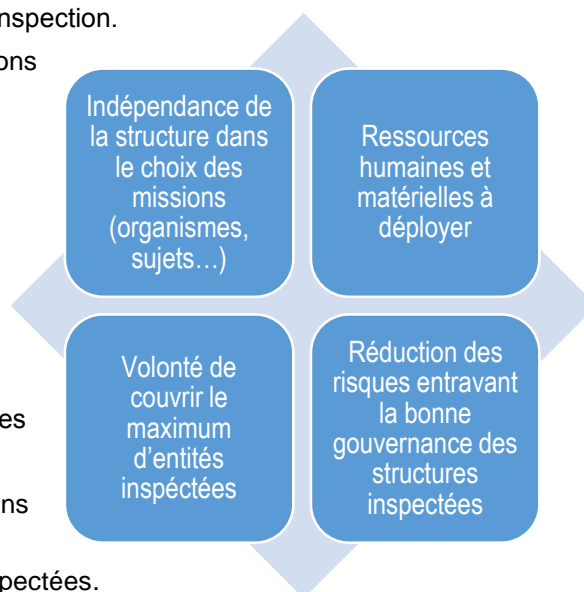 nspection.
ons
Indépendance de
la structure dans
le choix des
missions
(organismes,
sujets…)
Ressources
humaines et
matérielles à
déployer
Volonté de
couvrir le
maximum
d'entités
inspéctées
Réduction des
risques entravant
la bonne
gouvernance des
structures
inspectées
es
ns
pectées.